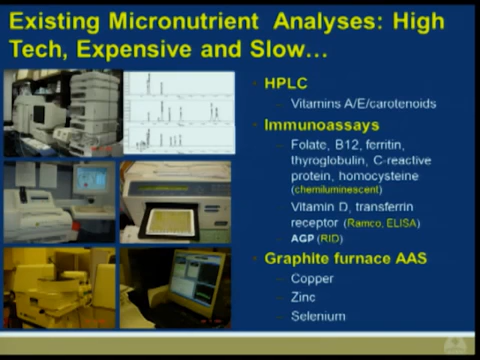 Existing Micronutrient Analyses: High
Tech, Expensive and Slow…
HPLC
– Vitamins A/E/carotenoids
Immunoassays
– Folate, B12, ferritin,
thyroglobulin, C-reactive
protein, homocysteine
(chemiluminescent)
Vitamin D, transferrin
receptor (Ramco, ELISA)
– AGP (RID)
Graphite furnace AAS
– Copper
– Zinc
– Selenium